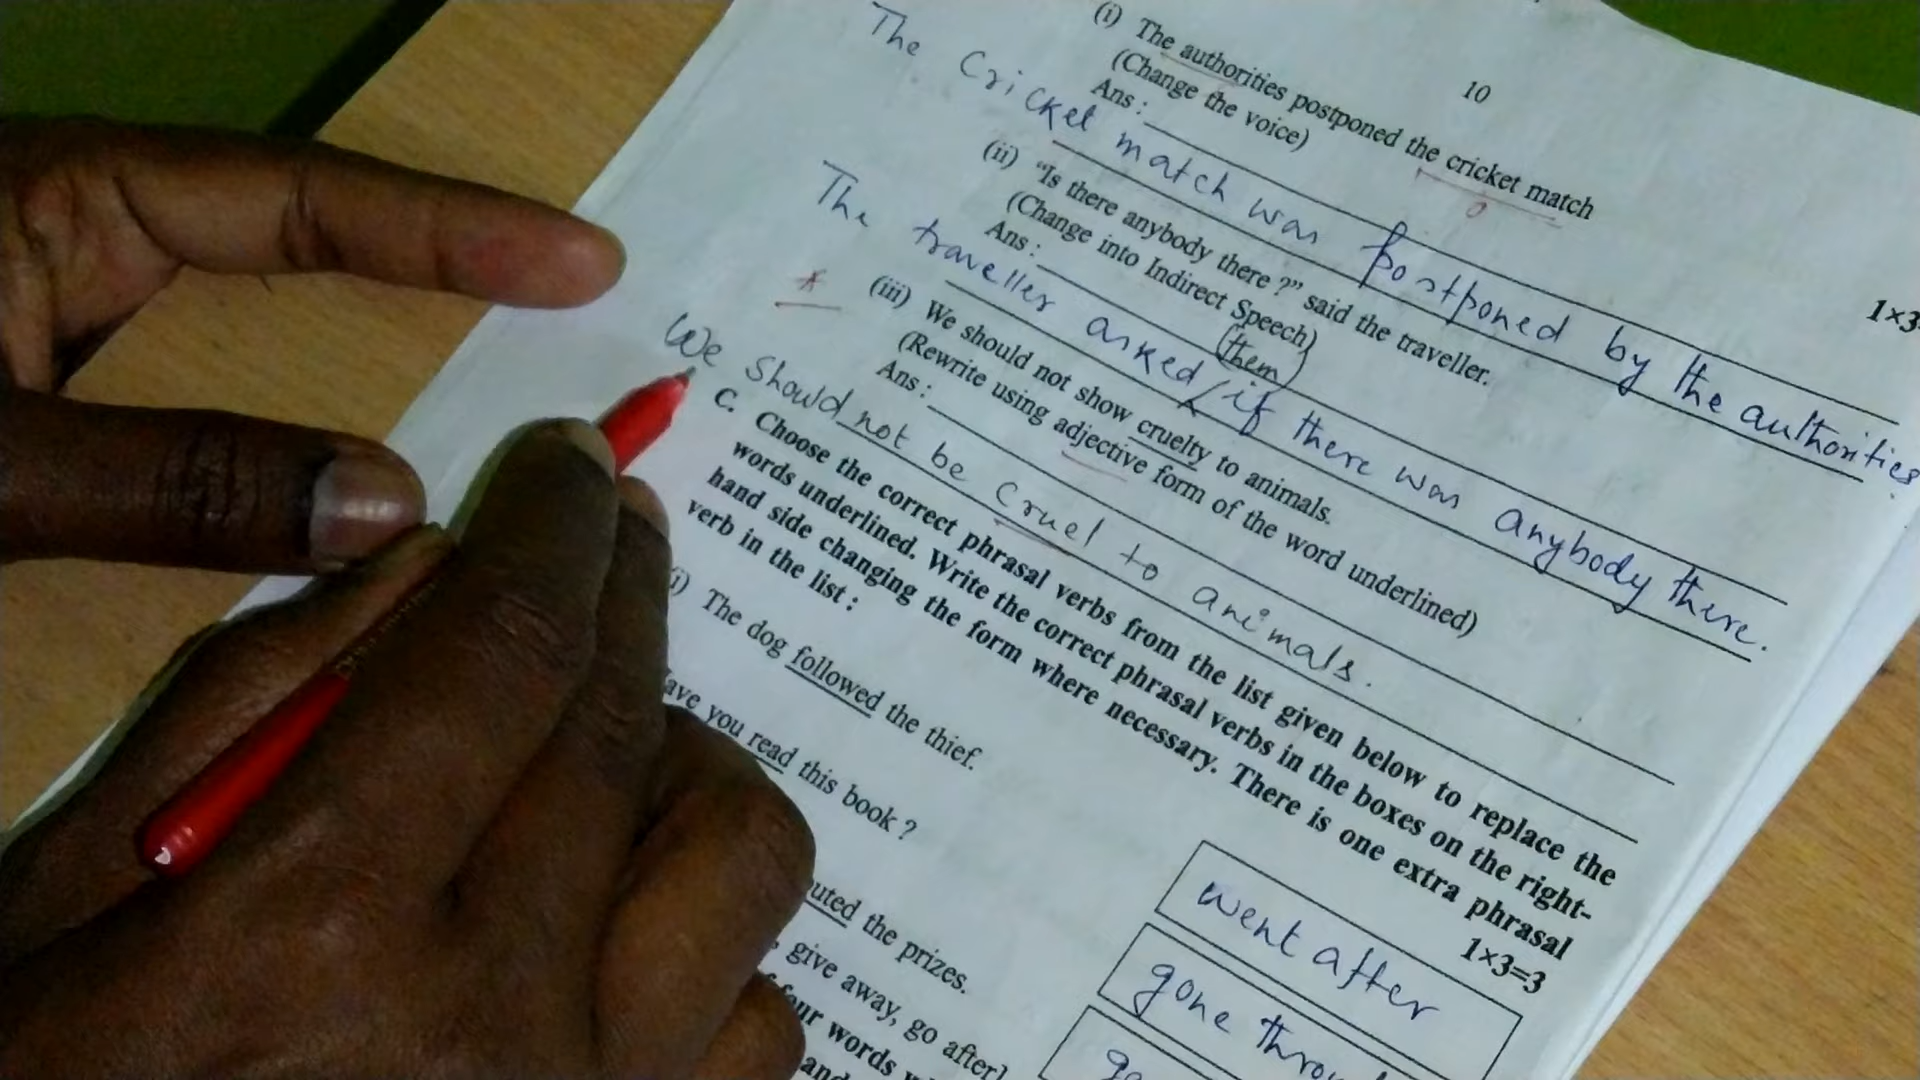 10
(i) The authorities postponed the cricket match
(Change the voice)
Ans :
The Cricket match was postponed by the authorities.
1×3
(ii) “Is there anybody there ?” said the traveller.
(Change into Indirect Speech)
Ans :
(them)
The traveller asked / if there was anybody there.
(iii) We should not show cruelty to animals.
(Rewrite using adjective form of the word underlined)
Ans :
We should not be cruel to animals.
C. Choose the correct phrasal verbs from the list given below to replace the
words underlined. Write the correct phrasal verbs in the boxes on the right-
hand side changing the form where necessary. There is one extra phrasal
verb in the list :
1×3=3
(i) The dog followed the thief.
went after
have you read this book ?
gone
uted the prizes.
give away, go after]
four words